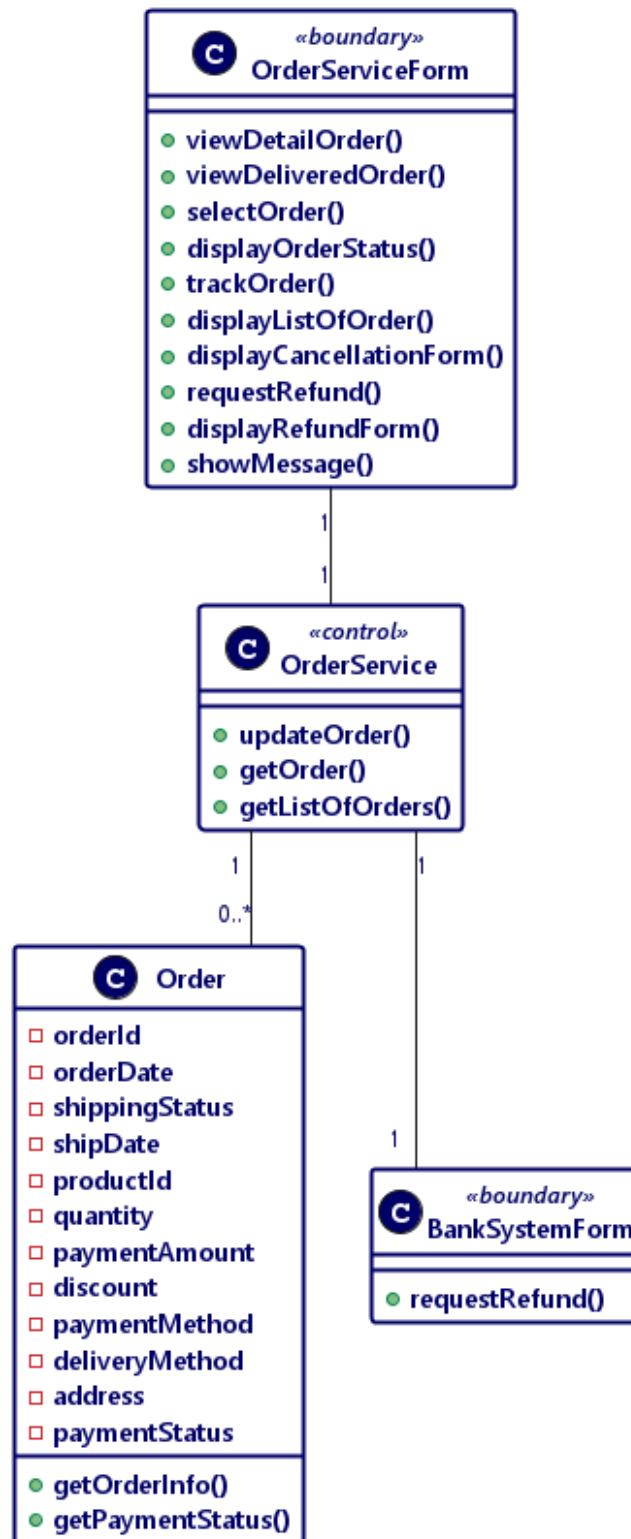 «boundary»
C OrderServiceForm
viewDetailOrder()
viewDeliveredOrder()
selectOrder()
displayOrderStatus()
trackOrder()
displayListOfOrder()
displayCancellationForm()
requestRefund()
displayRefundForm()
showMessage()
1
1
«control»
C OrderService
updateOrder()
getOrder()
getListOfOrders()
1
1
0..*
C Order
orderId
orderDate
shippingStatus
shipDate
productId
quantity
paymentAmount
discount
paymentMethod
deliveryMethod
address
paymentStatus
getOrderInfo()
getPaymentStatus()
1
«boundary»
C BankSystemForm
requestRefund()